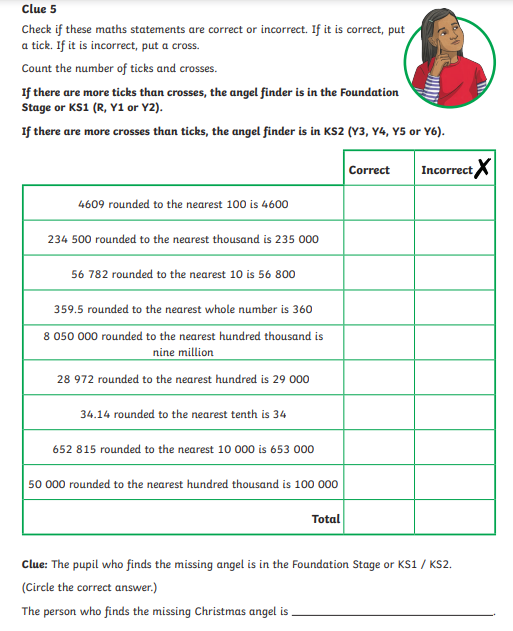 Clue 5
Check if these maths statements are correct or incorrect. If it is correct, put
a tick. If it is incorrect, put a cross.
Count the number of ticks and crosses.
If there are more ticks than crosses, the angel finder is in the Foundation
Stage or KS1 (R, Y1 or Y2).
If there are more crosses than ticks, the angel finder is in KS2 (Y3, Y4, Y5 or Y6).
Correct Incorrect
4609 rounded to the nearest 100 is 4600
234 500 rounded to the nearest thousand is 235 000
56 782 rounded to the nearest 10 is 56 800
359.5 rounded to the nearest whole number is 360
8 050 000 rounded to the nearest hundred thousand is
nine million
28 972 rounded to the nearest hundred is 29 000
34.14 rounded to the nearest tenth is 34
652 815 rounded to the nearest 10 000 is 653 000
50 000 rounded to the nearest hundred thousand is 100 000
Total
Clue: The pupil who finds the missing angel is in the Foundation Stage or KS1 / KS2.
(Circle the correct answer.)
The person who finds the missing Christmas angel is ______________________________.